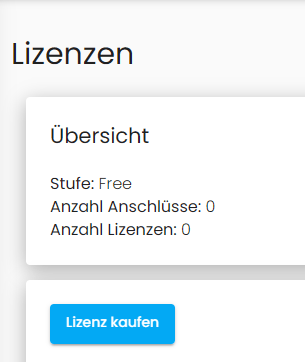 Lizenzen
Übersicht
Stufe: Free
Anzahl Anschlüsse: 0
Anzahl Lizenzen: 0
Lizenz kaufen